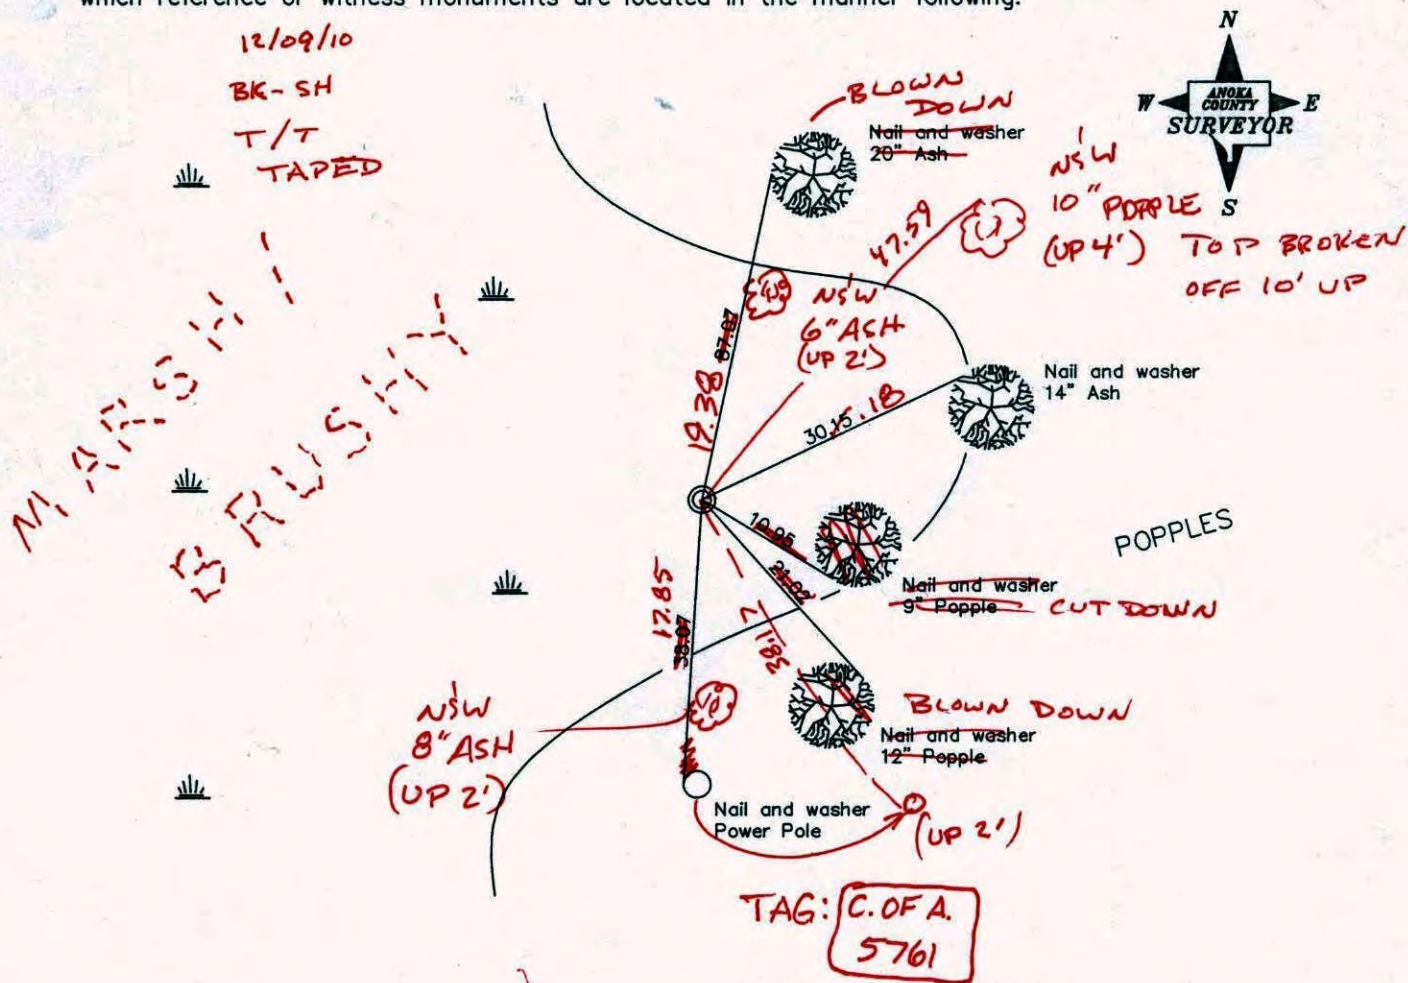 which reference or witness monuments are located in the manner following:
12/09/10
BK-SH
T/T
TAPED
N
W
ANOKA
COUNTY
E
SURVEYOR
S
BLOWN
DOWN
Nail and washer
20" Ash
N&W
10" POPPLE
(UP 4') TOP BROKEN
OFF 10' UP
47.59
MARSH!
BRUSHY
N&W
6" ASH
(UP 2')
87.07
19.38
30.15
.18
Nail and washer
14" Ash
10.95
21.02
POPPLES
Nail and washer
9" Popple
CUT DOWN
17.85
38.07
38.17
N&W
8" ASH
(UP 2')
BLOWN DOWN
Nail and washer
12" Popple
Nail and washer
Power Pole
(UP 2')
TAG: C. OF A.
5761